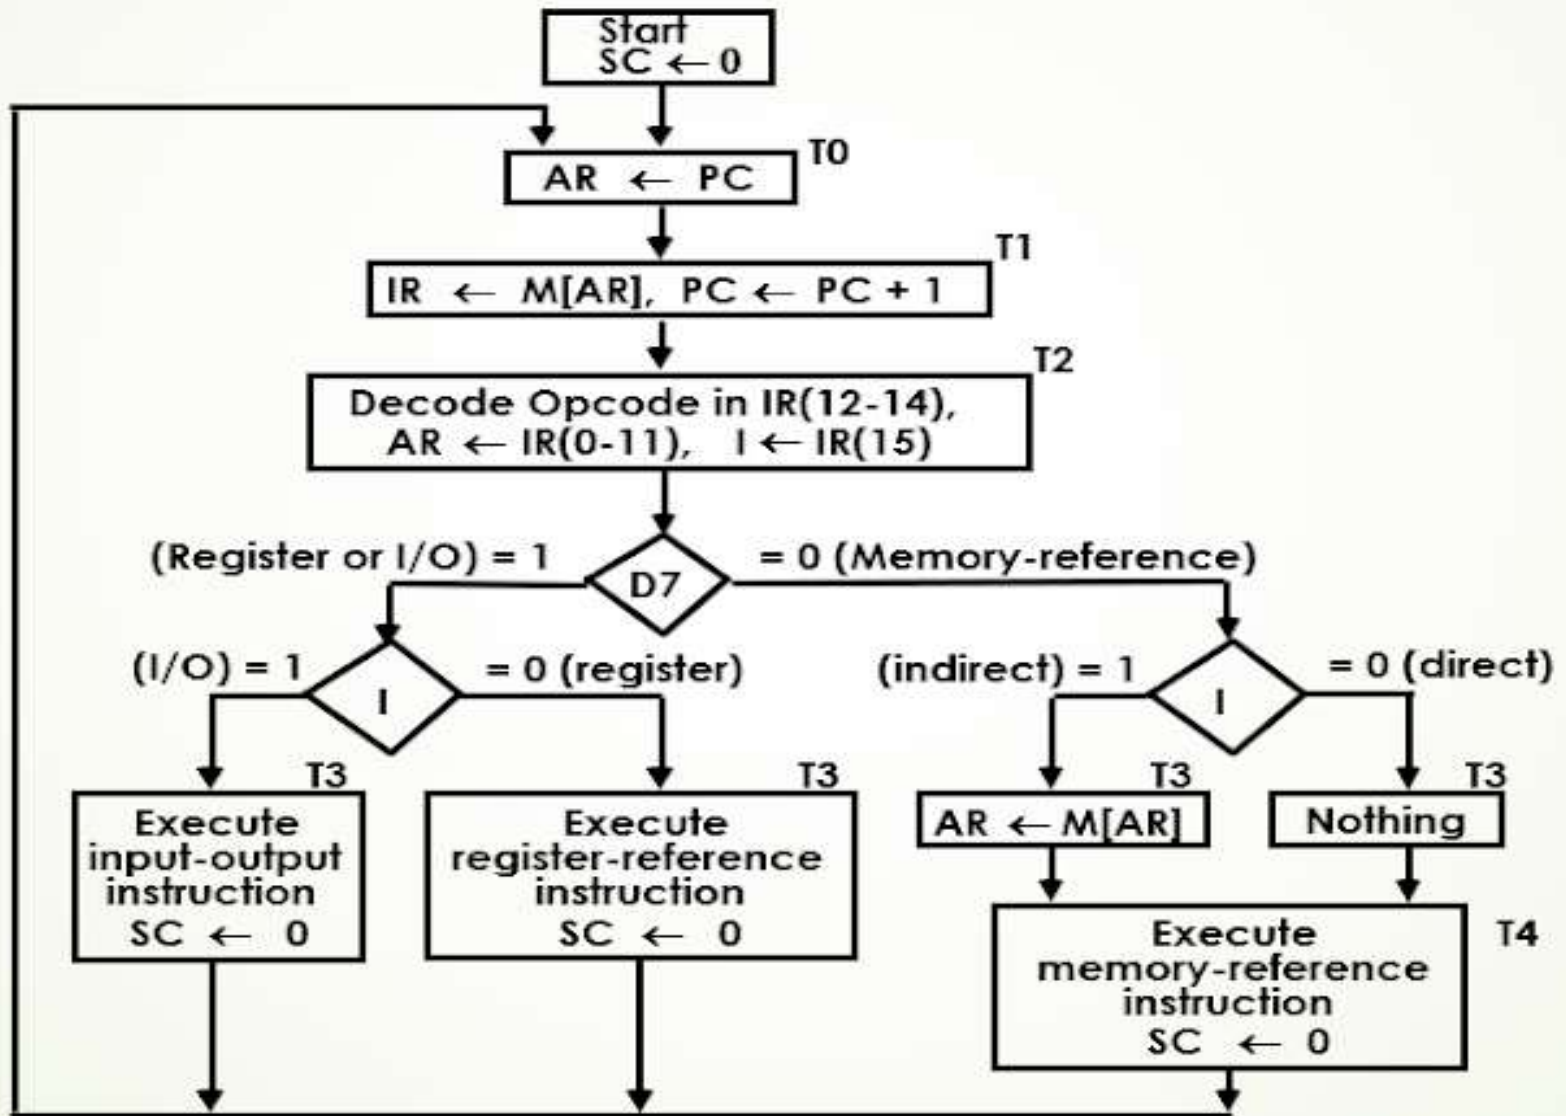 Start
SC ← 0
T0
AR ← PC
T1
IR ← M[AR], PC ← PC + 1
T2
Decode Opcode in IR(12-14),
AR ← IR(0-11), I ← IR(15)
(Register or I/O) = 1
= 0 (Memory-reference)
D7
(I/O) = 1
= 0 (register)
(indirect) = 1
= 0 (direct)
I
I
T3
T3
T3
T3
Execute
input-output
instruction
SC ← 0
Execute
register-reference
instruction
SC ← 0
AR ← M[AR]
Nothing
Execute
memory-reference
instruction
SC ← 0
T4